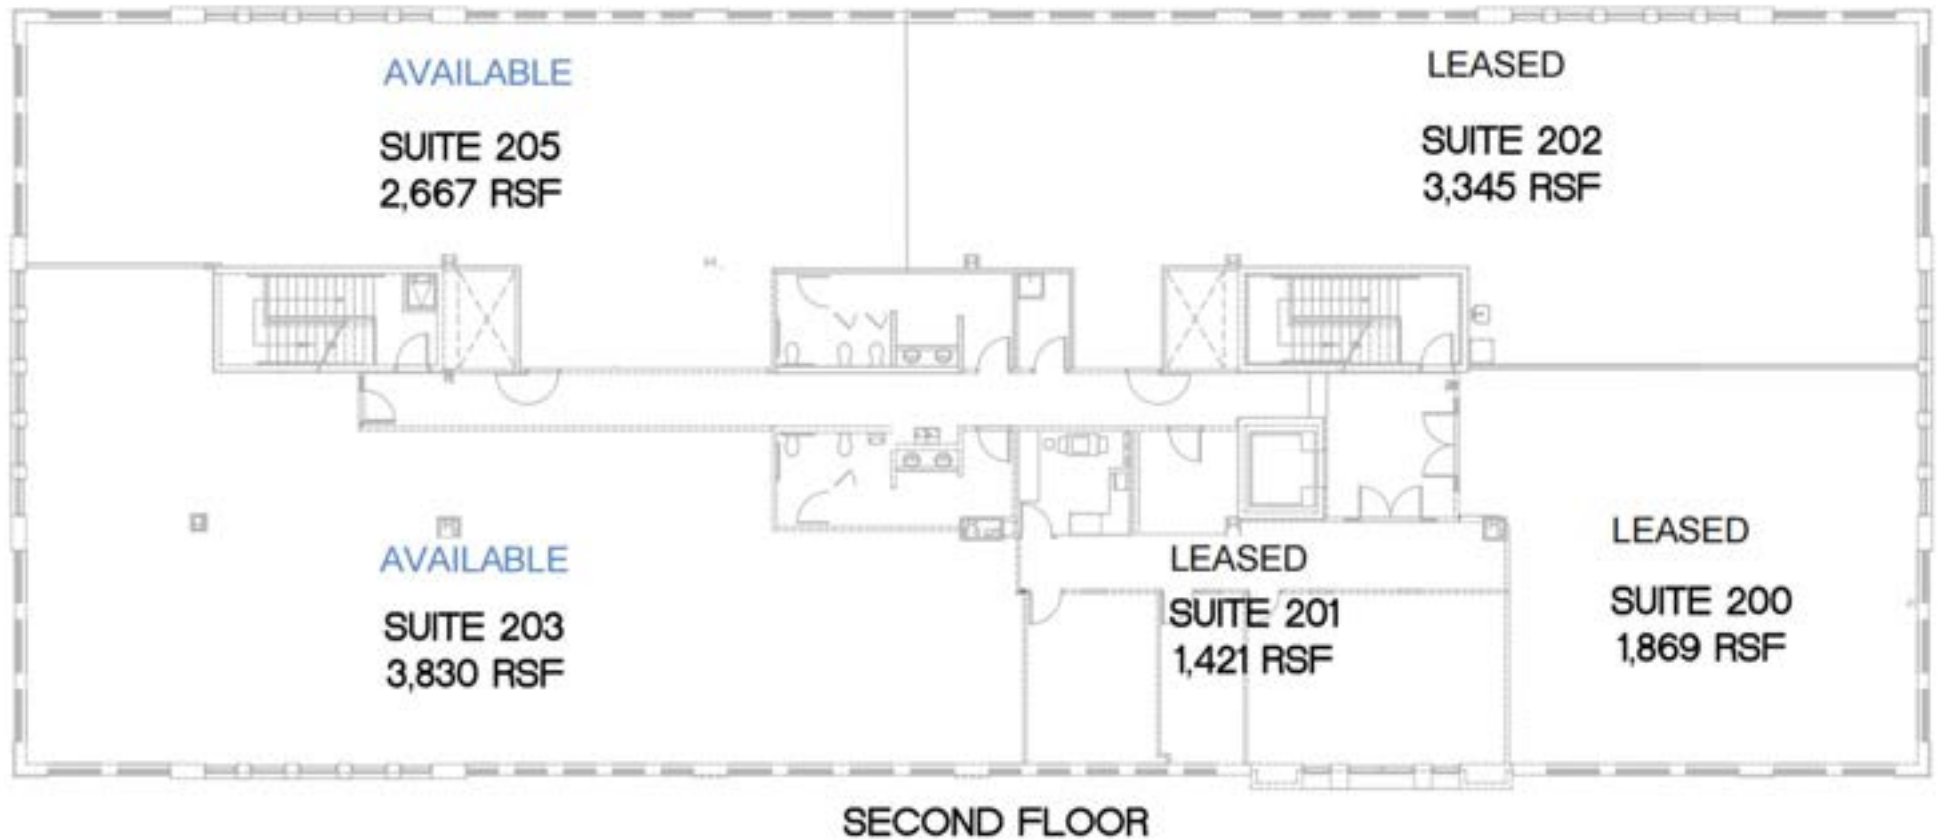 AVAILABLE
SUITE 205
2,667 RSF
LEASED
SUITE 202
3,345 RSF
AVAILABLE
SUITE 203
3,830 RSF
LEASED
SUITE 201
1,421 RSF
LEASED
SUITE 200
1,869 RSF
SECOND FLOOR